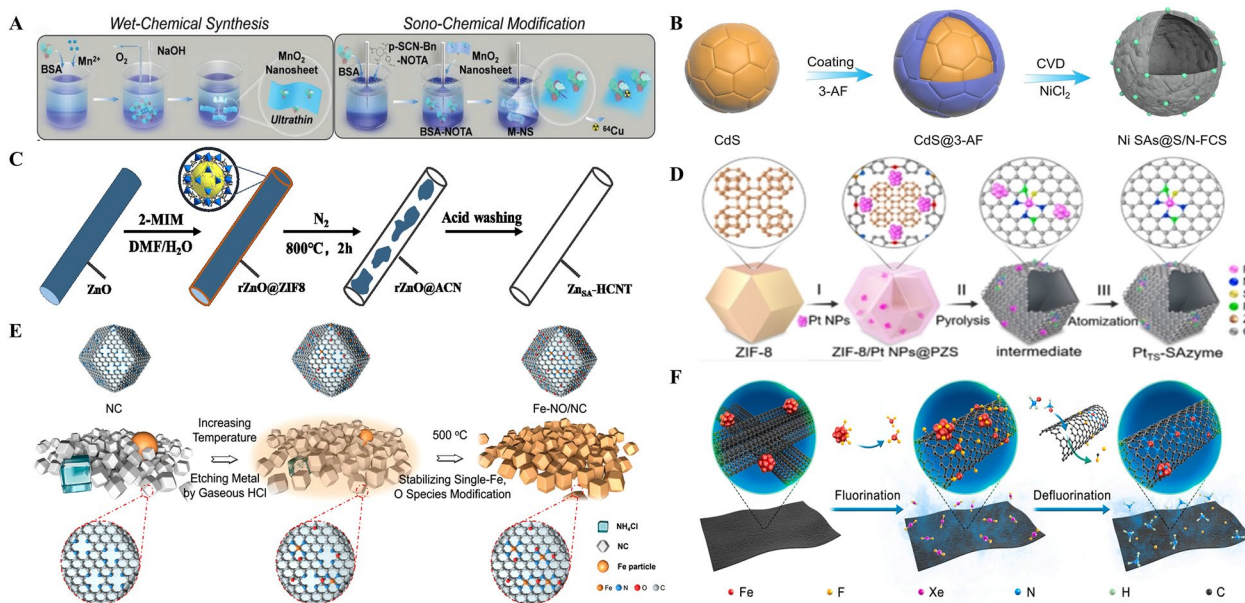 A
Wet-Chemical Synthesis
BSA
Mn²⁺
O₂
NaOH
MnO₂
Nanosheet
Ultrathin
Sono-Chemical Modification
BSA
p-SCN-Bn
-NOTA
MnO₂
Nanosheet
BSA-NOTA
M-NS
⁶⁴Cu
B
Coating
3-AF
CVD
NiCl₂
CdS
CdS@3-AF
Ni SAs@S/N-FCS
C
2-MIM
DMF/H₂O
N₂
800℃, 2h
Acid washing
ZnO
rZnO@ZIF8
rZnO@ACN
Zn_SA-HCNT
D
I
Pt NPs
II
Pyrolysis
III
Atomization
ZIF-8
ZIF-8/Pt NPs@PZS
intermediate
Pt_TS-SAzyme
E
NC
Fe-NO/NC
Increasing
Temperature
Etching Metal
by Gaseous HCl
500 °C
Stabilizing Single-Fe,
O Species Modification
NH₄Cl
NC
Fe particle
Fe N O C
F
Fluorination
Defluorination
Fe F Xe N H C